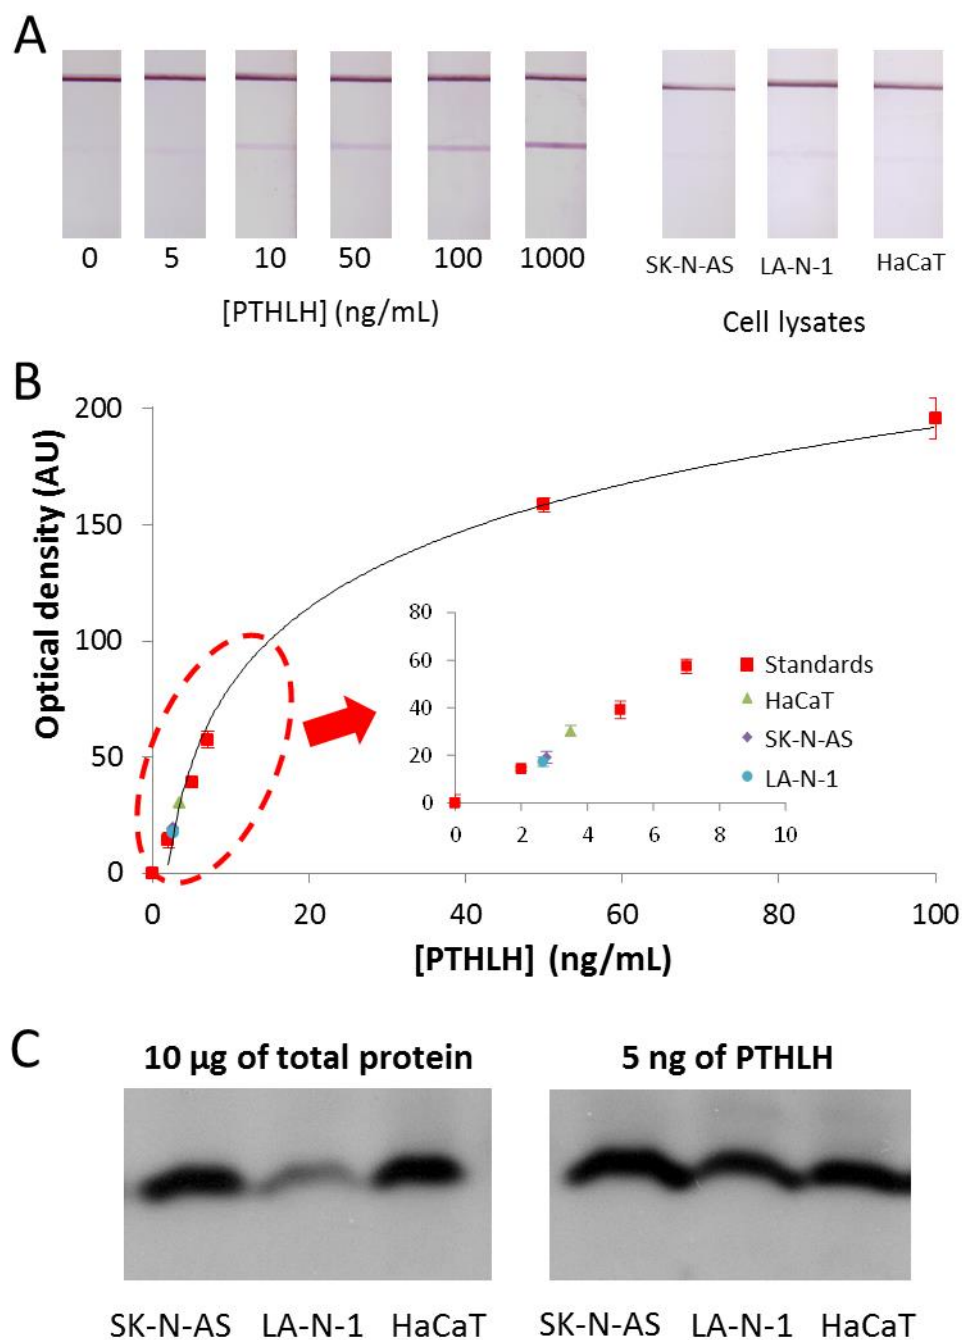 A
0 5 10 50 100 1000
SK-N-AS LA-N-1 HaCaT
[PTHLH] (ng/mL)
Cell lysates
B
Optical density (AU)
200
150
100
50
0
0 20 40 60 80 100
[PTHLH] (ng/mL)
80
60
40
20
0
0 2 4 6 8 10
Standards
HaCaT
SK-N-AS
LA-N-1
C
10 µg of total protein
5 ng of PTHLH
SK-N-AS LA-N-1 HaCaT
SK-N-AS LA-N-1 HaCaT